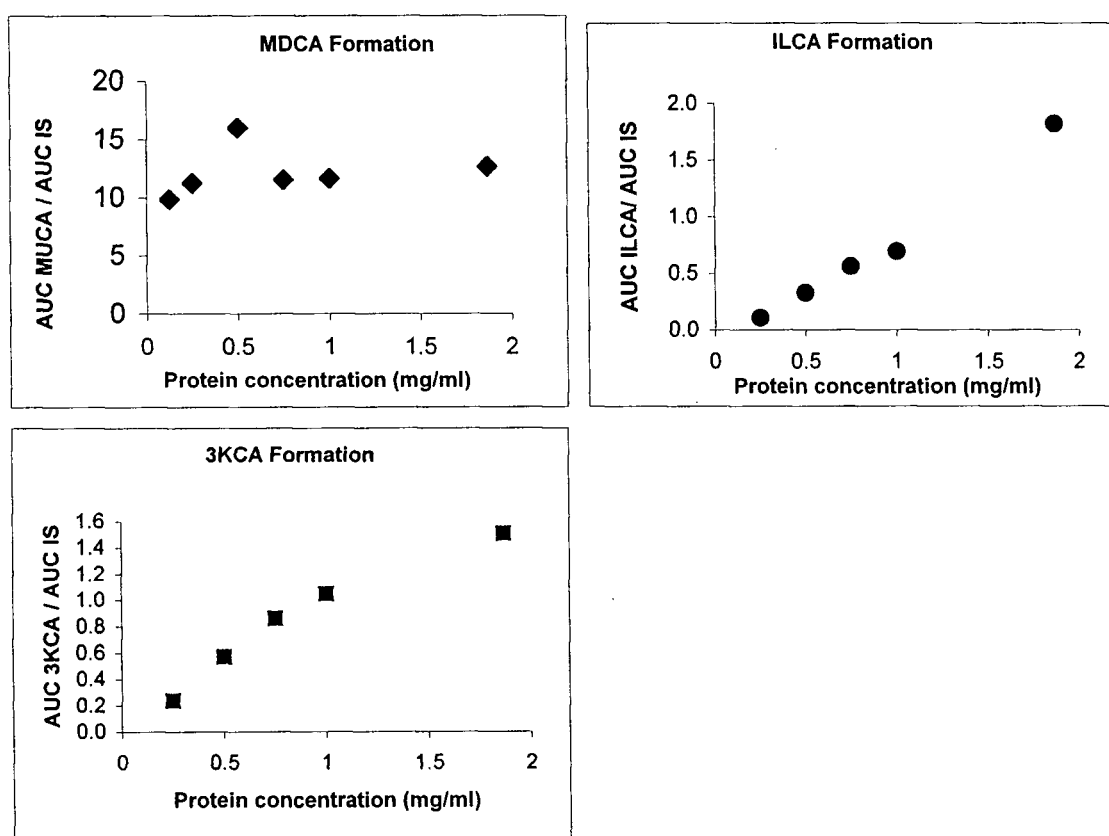 MDCA Formation
20
15
10
5
0
0 0.5 1 1.5 2
AUC MUCA / AUC IS
Protein concentration (mg/ml)
ILCA Formation
2.0
1.5
1.0
0.5
0.0
0 0.5 1 1.5 2
AUC ILCA/ AUC IS
Protein concentration (mg/ml)
3KCA Formation
1.6
1.4
1.2
1.0
0.8
0.6
0.4
0.2
0.0
0 0.5 1 1.5 2
AUC 3KCA / AUC IS
Protein concentration (mg/ml)